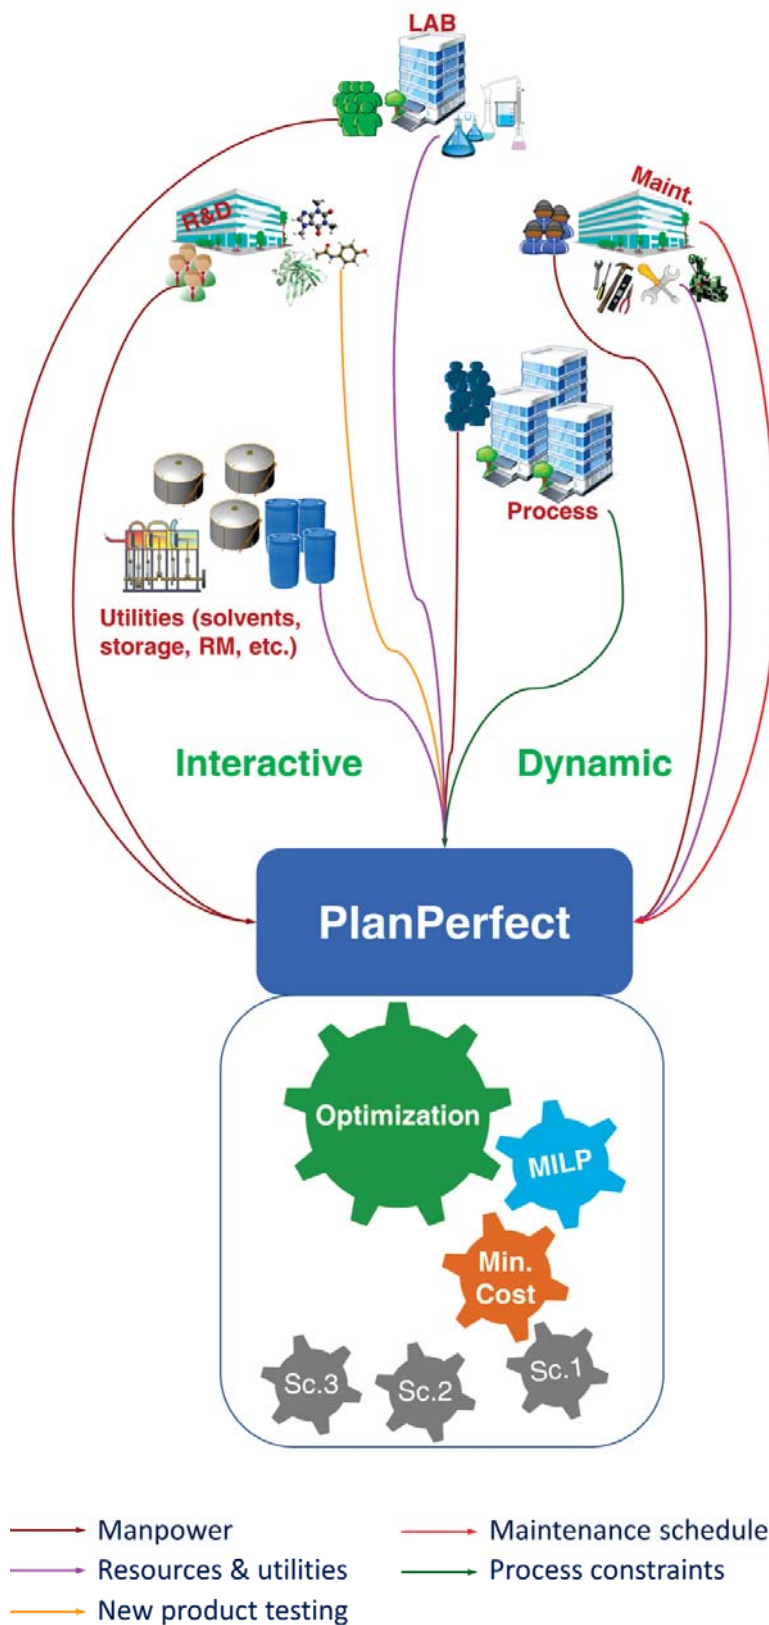 LAB
R&D
Maint.
Process
Utilities (solvents,
storage, RM, etc.)
Interactive
Dynamic
PlanPerfect
Optimization
MILP
Min.
Cost
Sc.3
Sc.2
Sc.1
Manpower
Maintenance schedule
Resources & utilities
Process constraints
New product testing